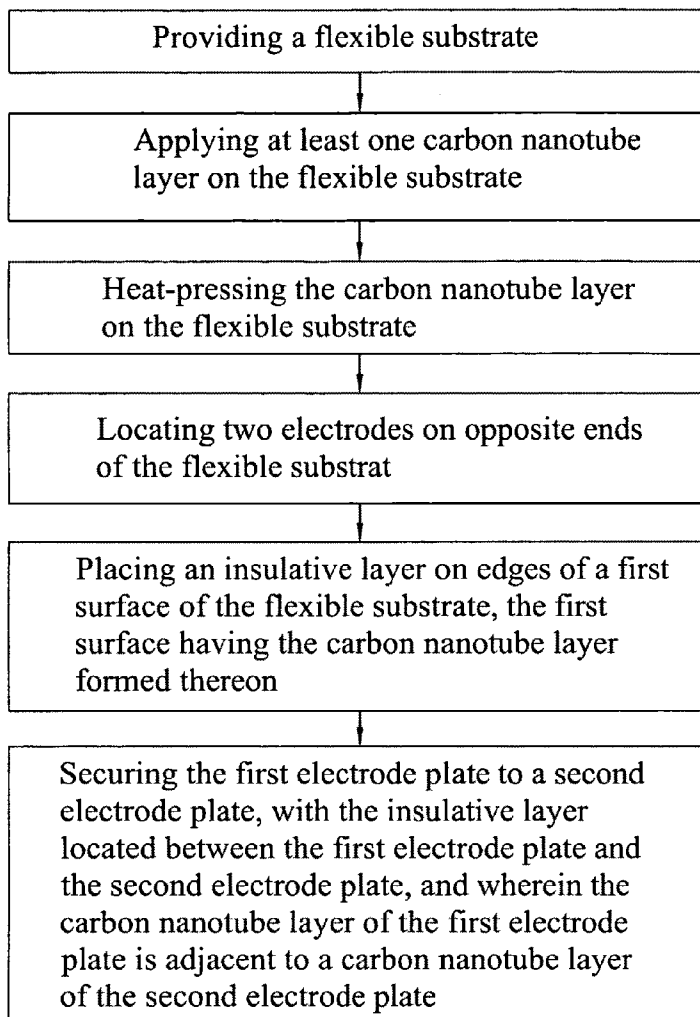 Providing a flexible substrate
Applying at least one carbon nanotube
layer on the flexible substrate
Heat-pressing the carbon nanotube layer
on the flexible substrate
Locating two electrodes on opposite ends
of the flexible substrat
Placing an insulative layer on edges of a first
surface of the flexible substrate, the first
surface having the carbon nanotube layer
formed thereon
Securing the first electrode plate to a second
electrode plate, with the insulative layer
located between the first electrode plate and
the second electrode plate, and wherein the
carbon nanotube layer of the first electrode
plate is adjacent to a carbon nanotube layer
of the second electrode plate